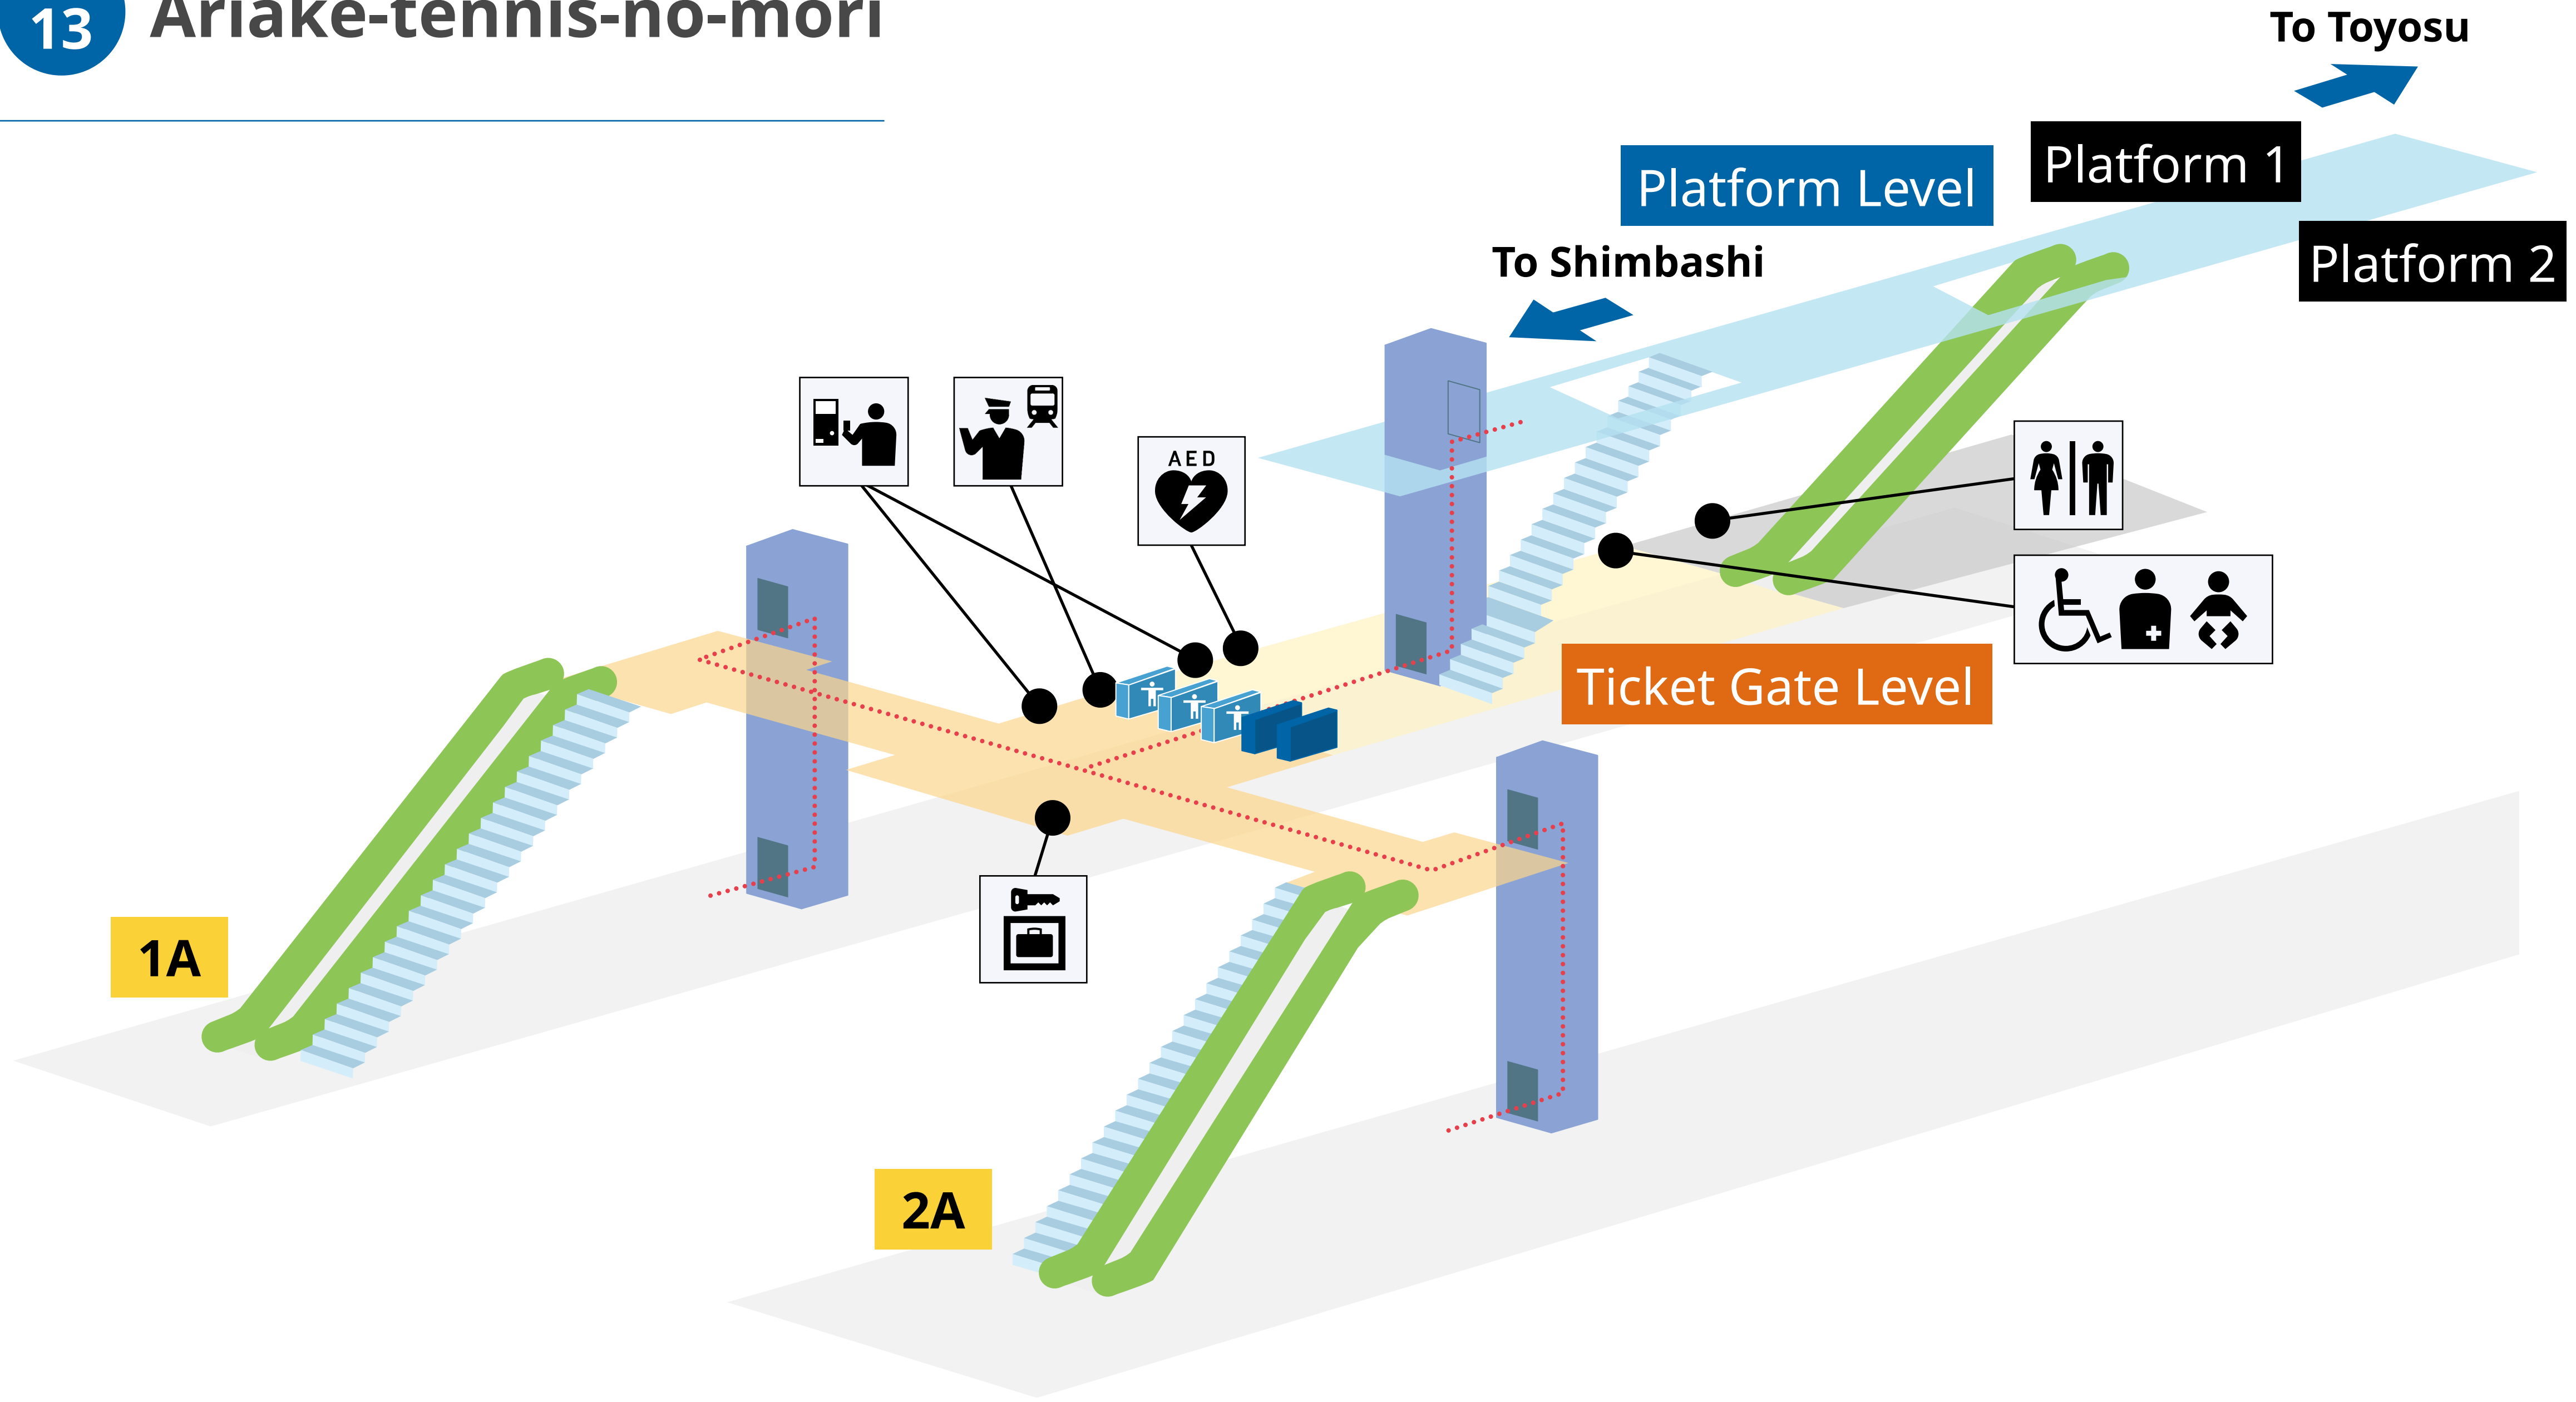 13
Ariake-tennis-no-mori
To Toyosu
Platform 1
Platform Level
Platform 2
To Shimbashi
AED
Ticket Gate Level
1A
2A